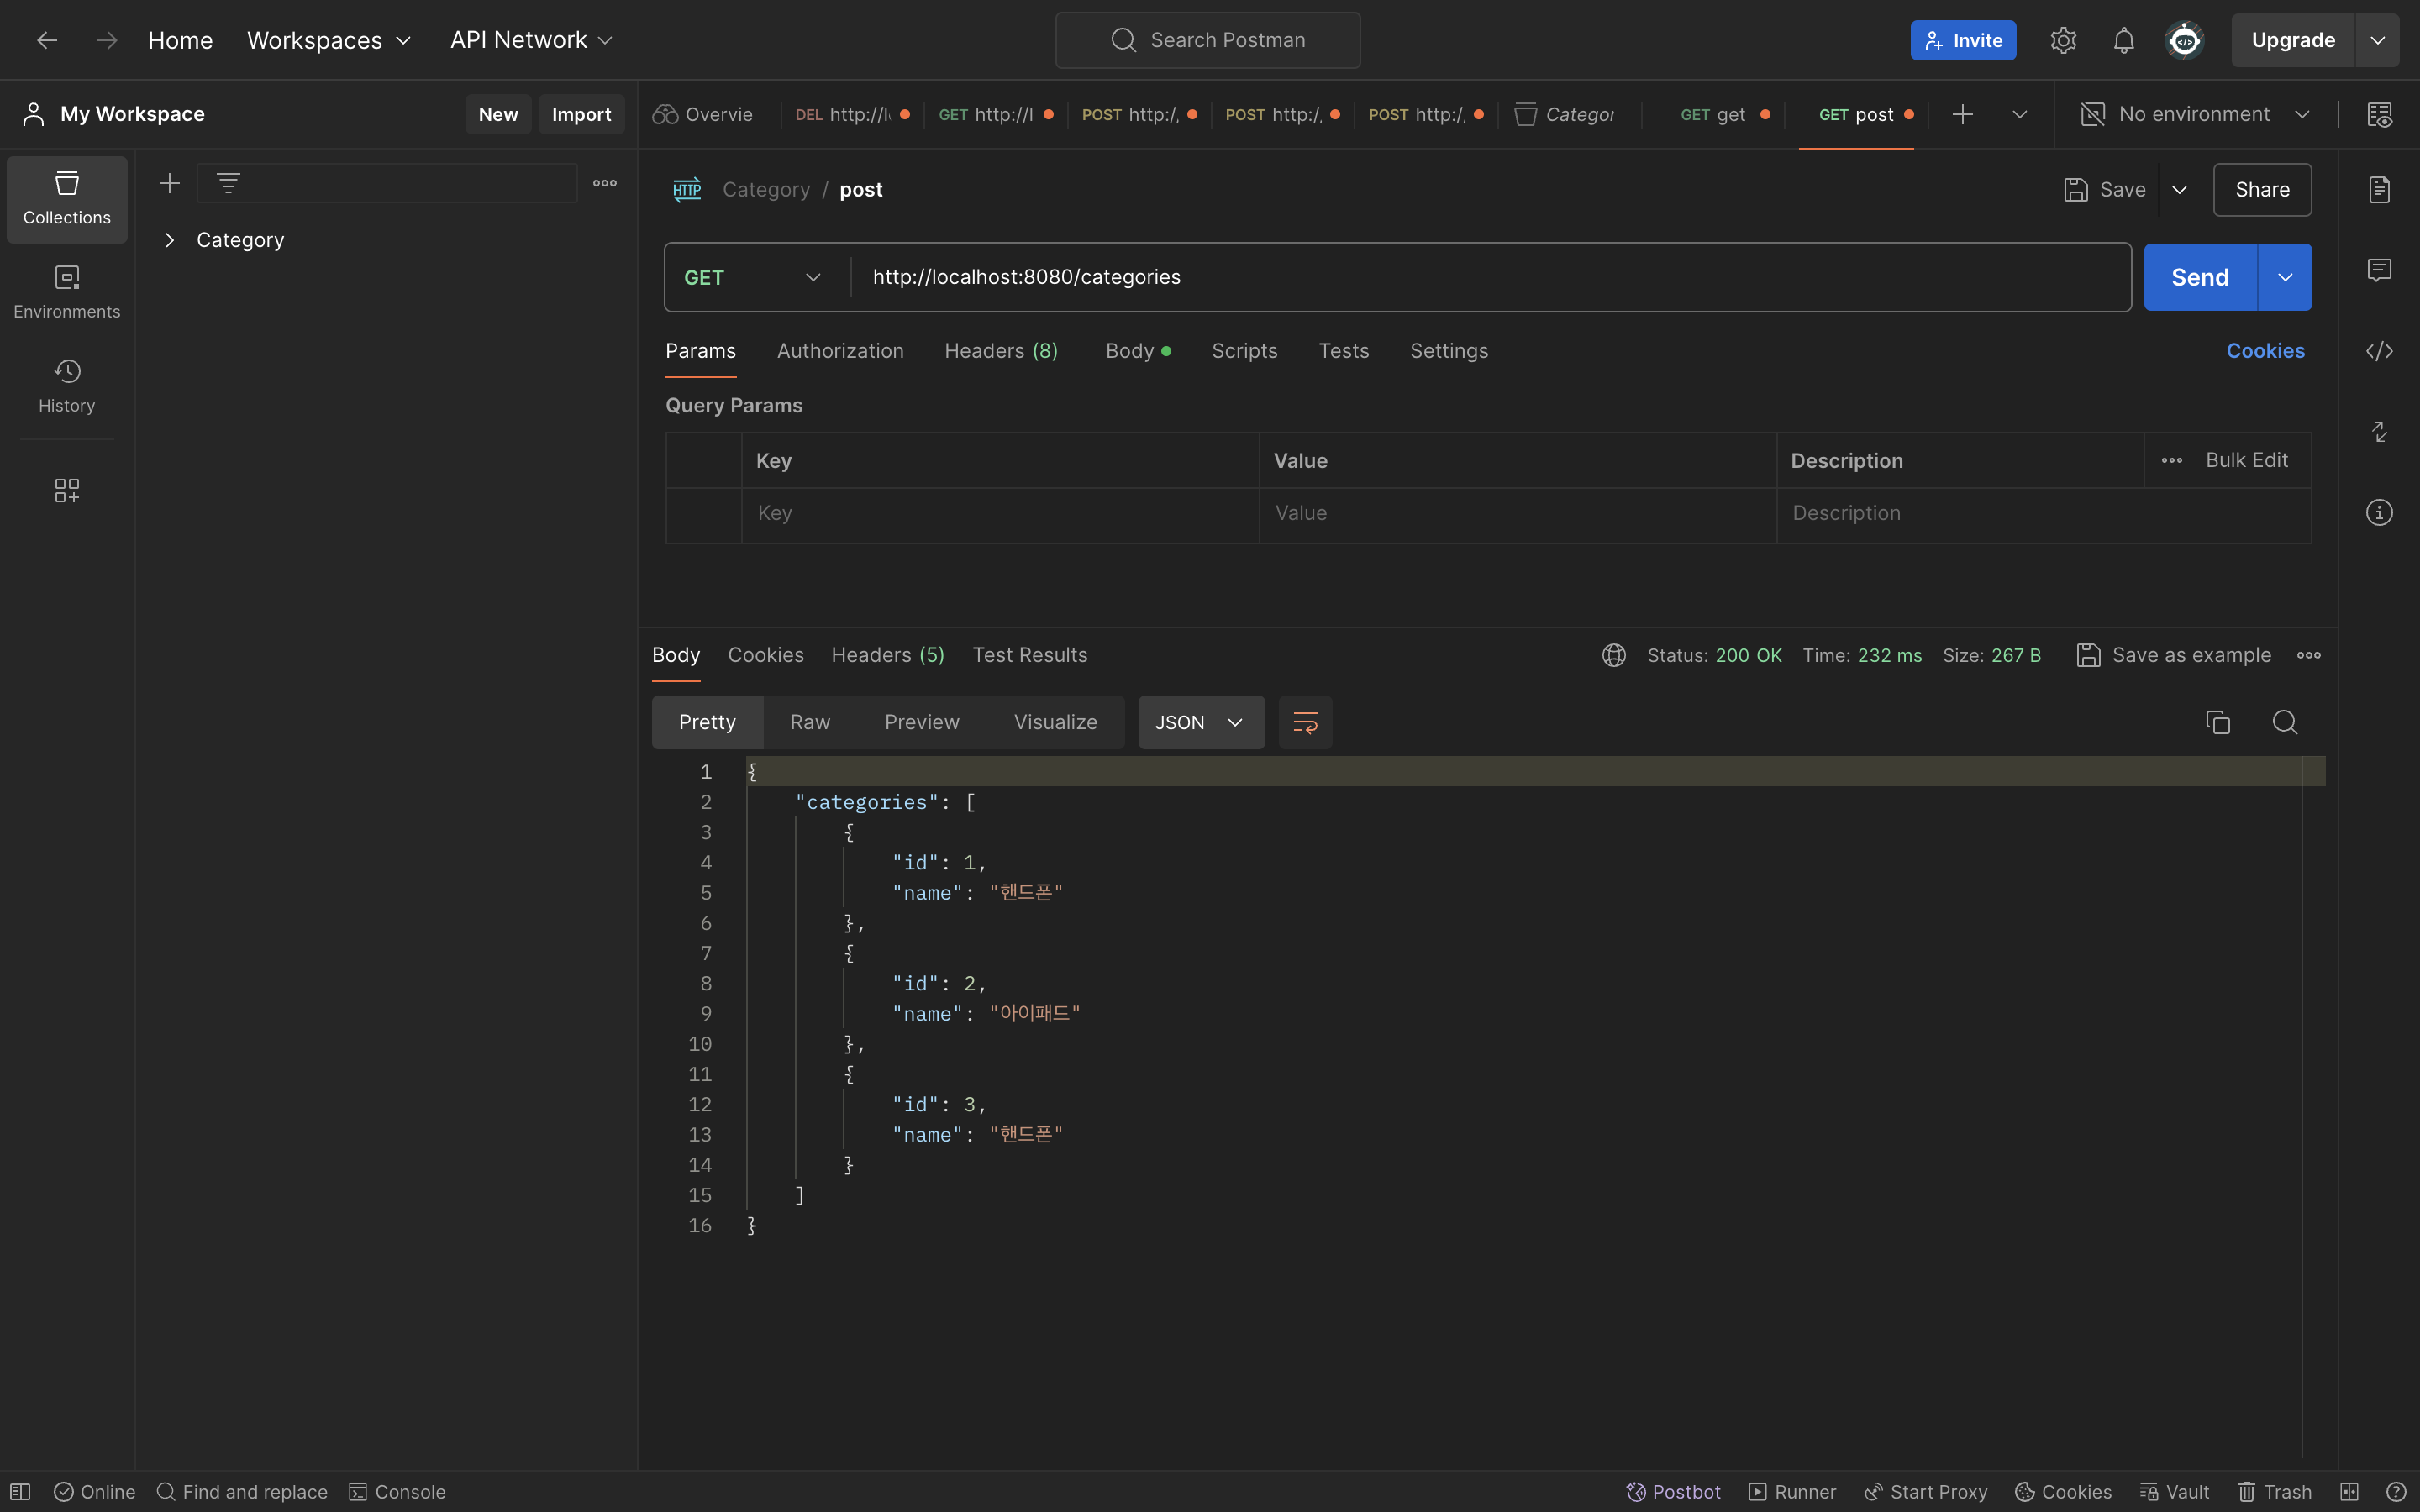 Home Workspaces API Network Search Postman Invite Upgrade
My Workspace New Import Overvie DEL http://l GET http://l POST http:/, POST http:/, POST http:/, Categor GET get GET post No environment
Collections
Category
Environments
History
HTTP Category / post Save Share
GET http://localhost:8080/categories Send
Params Authorization Headers (8) Body Scripts Tests Settings Cookies
Query Params
Key Value Description Bulk Edit
Key Value Description
Body Cookies Headers (5) Test Results Status: 200 OK Time: 232 ms Size: 267 B Save as example
Pretty Raw Preview Visualize JSON
1 {
2 "categories": [
3 {
4 "id": 1,
5 "name": "핸드폰"
6 },
7 {
8 "id": 2,
9 "name": "아이패드"
10 },
11 {
12 "id": 3,
13 "name": "핸드폰"
14 }
15 ]
16 }
Online Find and replace Console Postbot Runner Start Proxy Cookies Vault Trash